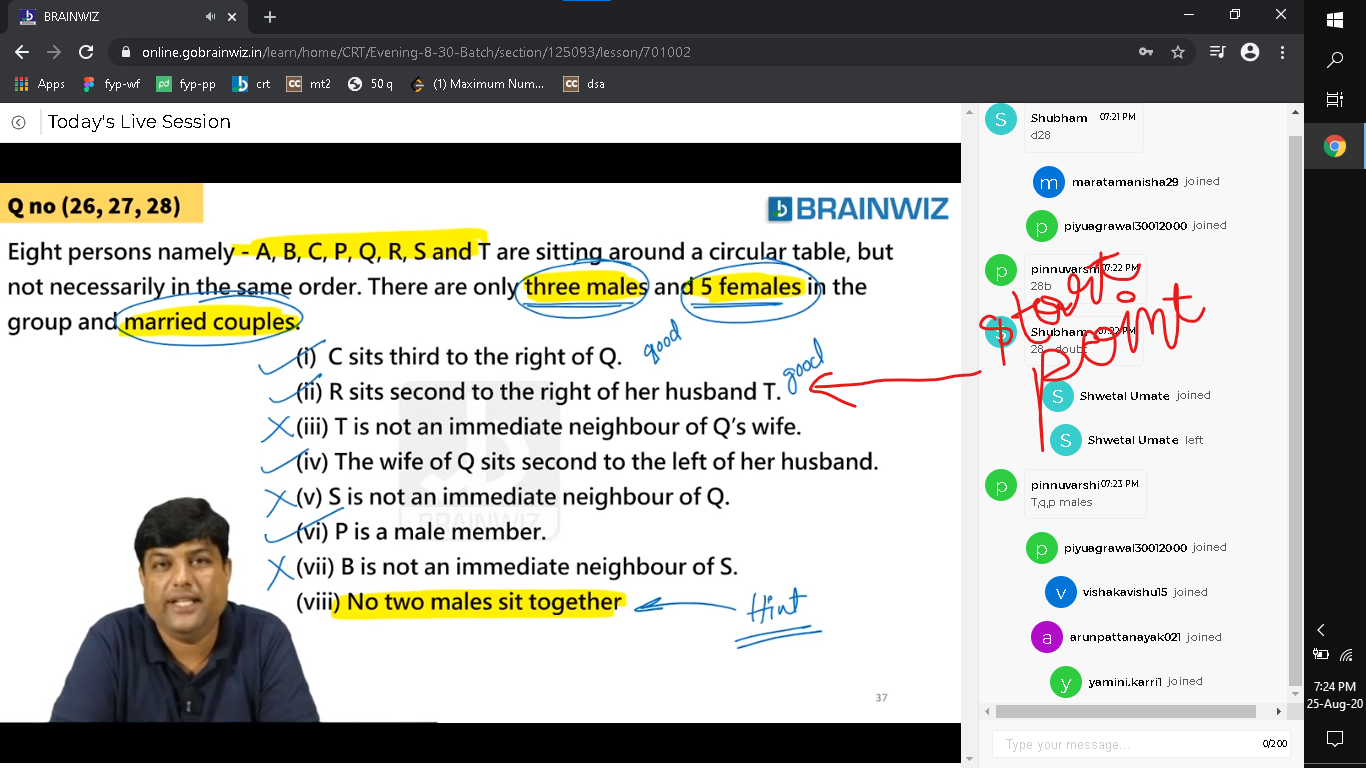 BRAINWIZ
online.gobrainwiz.in/learn/home/CRT/Evening-8-30-Batch/section/125093/lesson/701002
Apps fyp-wf fyp-pp crt mt2 50 q (1) Maximum Num... dsa
Today's Live Session
Q no (26, 27, 28)
BRAINWIZ
Eight persons namely - A, B, C, P, Q, R, S and T are sitting around a circular table, but
not necessarily in the same order. There are only three males and 5 females in the
group and married couples.
(i) C sits third to the right of Q.
good
(ii) R sits second to the right of her husband T.
good
(iii) T is not an immediate neighbour of Q's wife.
(iv) The wife of Q sits second to the left of her husband.
(v) S is not an immediate neighbour of Q.
(vi) P is a male member.
(vii) B is not an immediate neighbour of S.
(viii) No two males sit together
Hint
BRAINWIZ
37
Shubham 07:21 PM
d28
maratamanisha29 joined
piyuagrawal30012000 joined
pinnuvarshi 07:22 PM
28b
start
point
Shubham 07:22 PM
28
Shwetal Umate joined
Shwetal Umate left
pinnuvarshi 07:23 PM
T,q,p males
piyuagrawal30012000 joined
vishakavishu15 joined
arunpattanayak021 joined
yamini.karri1 joined
Type your message... 0/200
7:24 PM
25-Aug-20